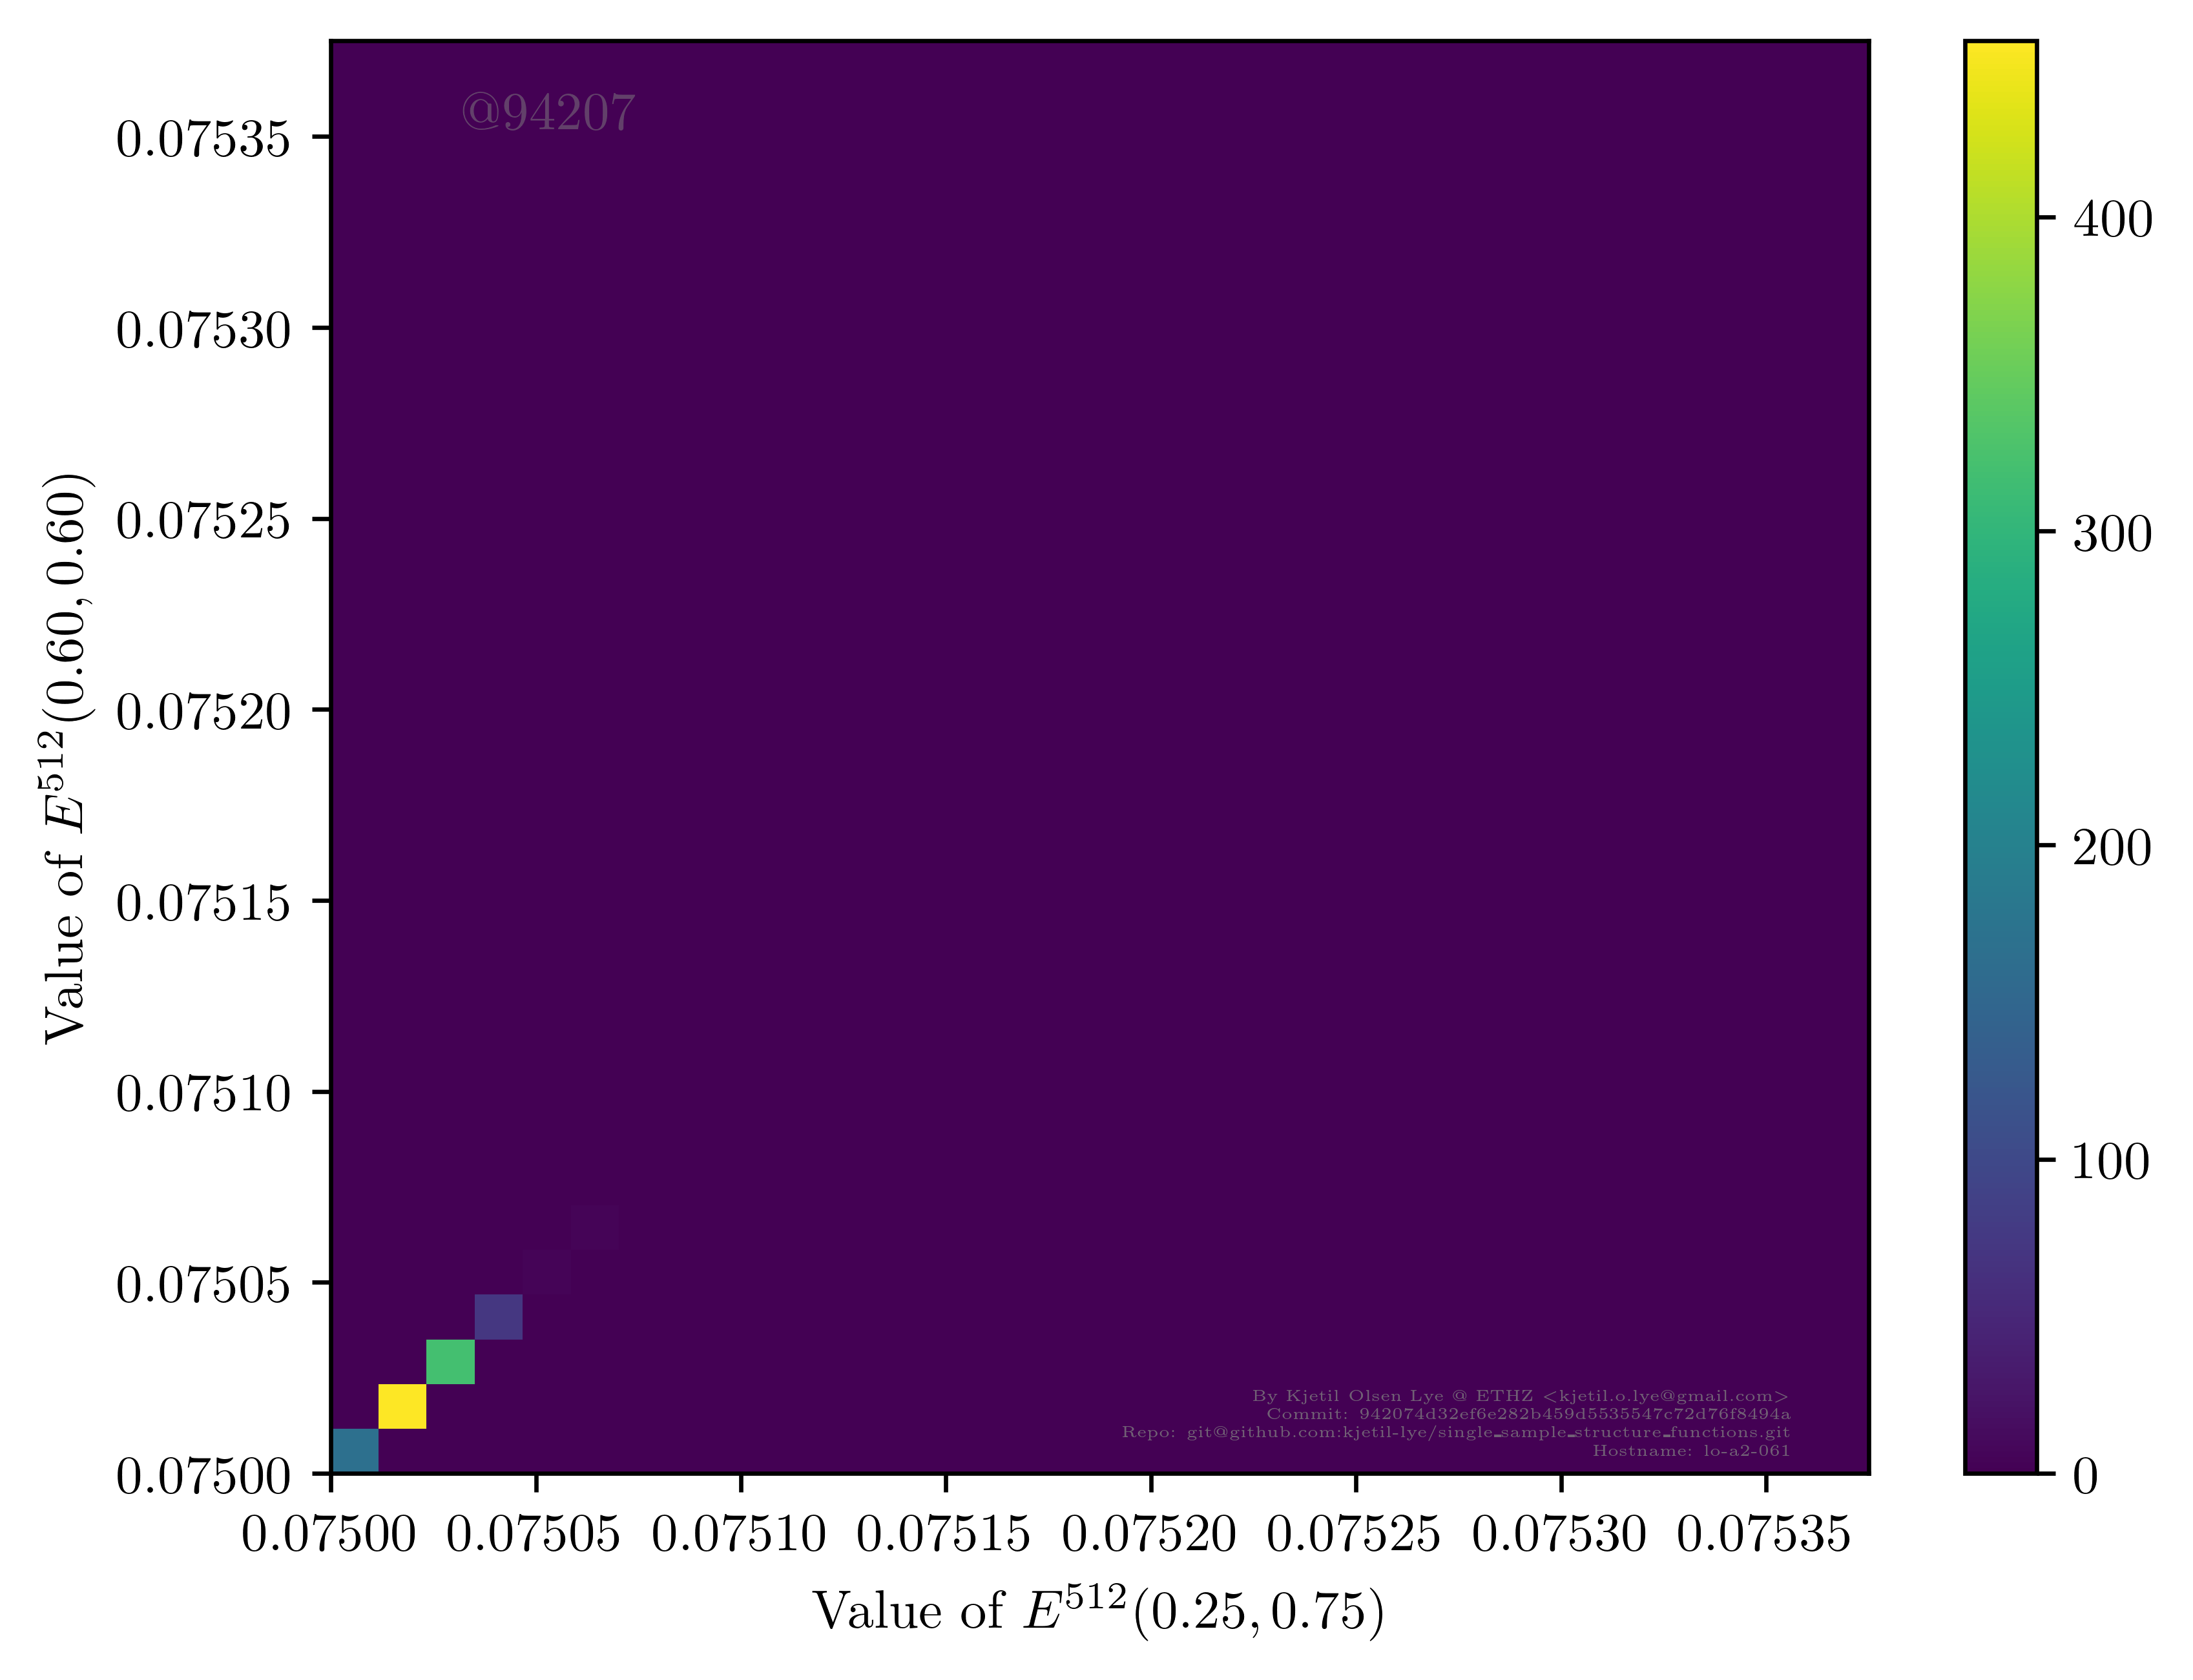 @94207
0.07535
0.07530
0.07525
0.07520
0.07515
0.07510
0.07505
0.07500
Value of E^512(0.60, 0.60)
0.07500 0.07505 0.07510 0.07515 0.07520 0.07525 0.07530 0.07535
Value of E^512(0.25, 0.75)
400
300
200
100
0
By Kjetil Olsen Lye @ ETHZ <kjetil.o.lye@gmail.com>
Commit: 942074d32ef6e282b459d5535547c72d76f8494a
Repo: git@github.com:kjetil-lye/single_sample_structure_functions.git
Hostname: lo-a2-061